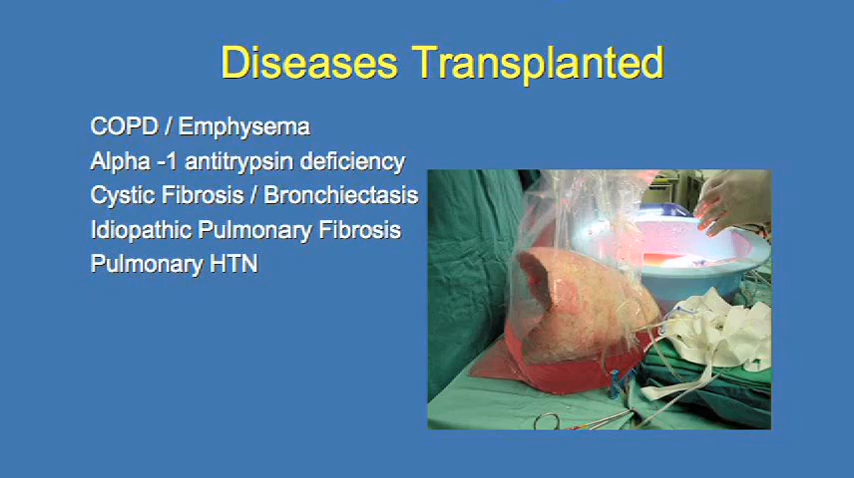 Diseases Transplanted
COPD / Emphysema
Alpha -1 antitrypsin deficiency
Cystic Fibrosis / Bronchiectasis
Idiopathic Pulmonary Fibrosis
Pulmonary HTN